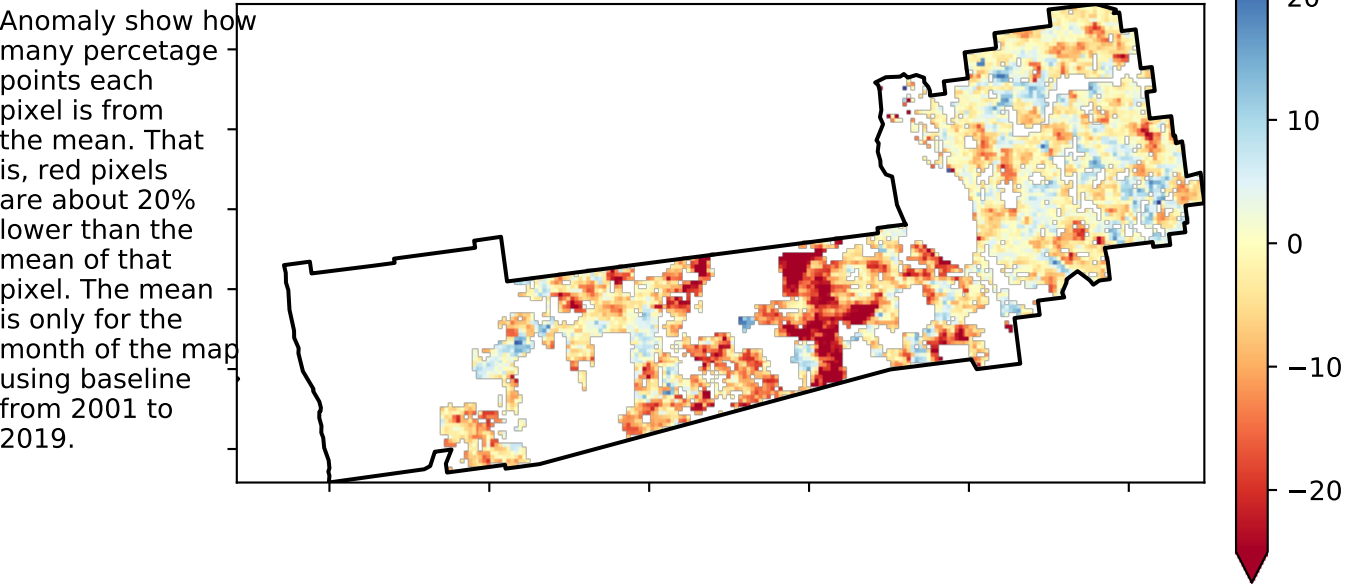 Anomaly show how
many percetage
points each
pixel is from
the mean. That
is, red pixels
are about 20%
lower than the
mean of that
pixel. The mean
is only for the
month of the map
using baseline
from 2001 to
2019.
20
10
0
−10
−20